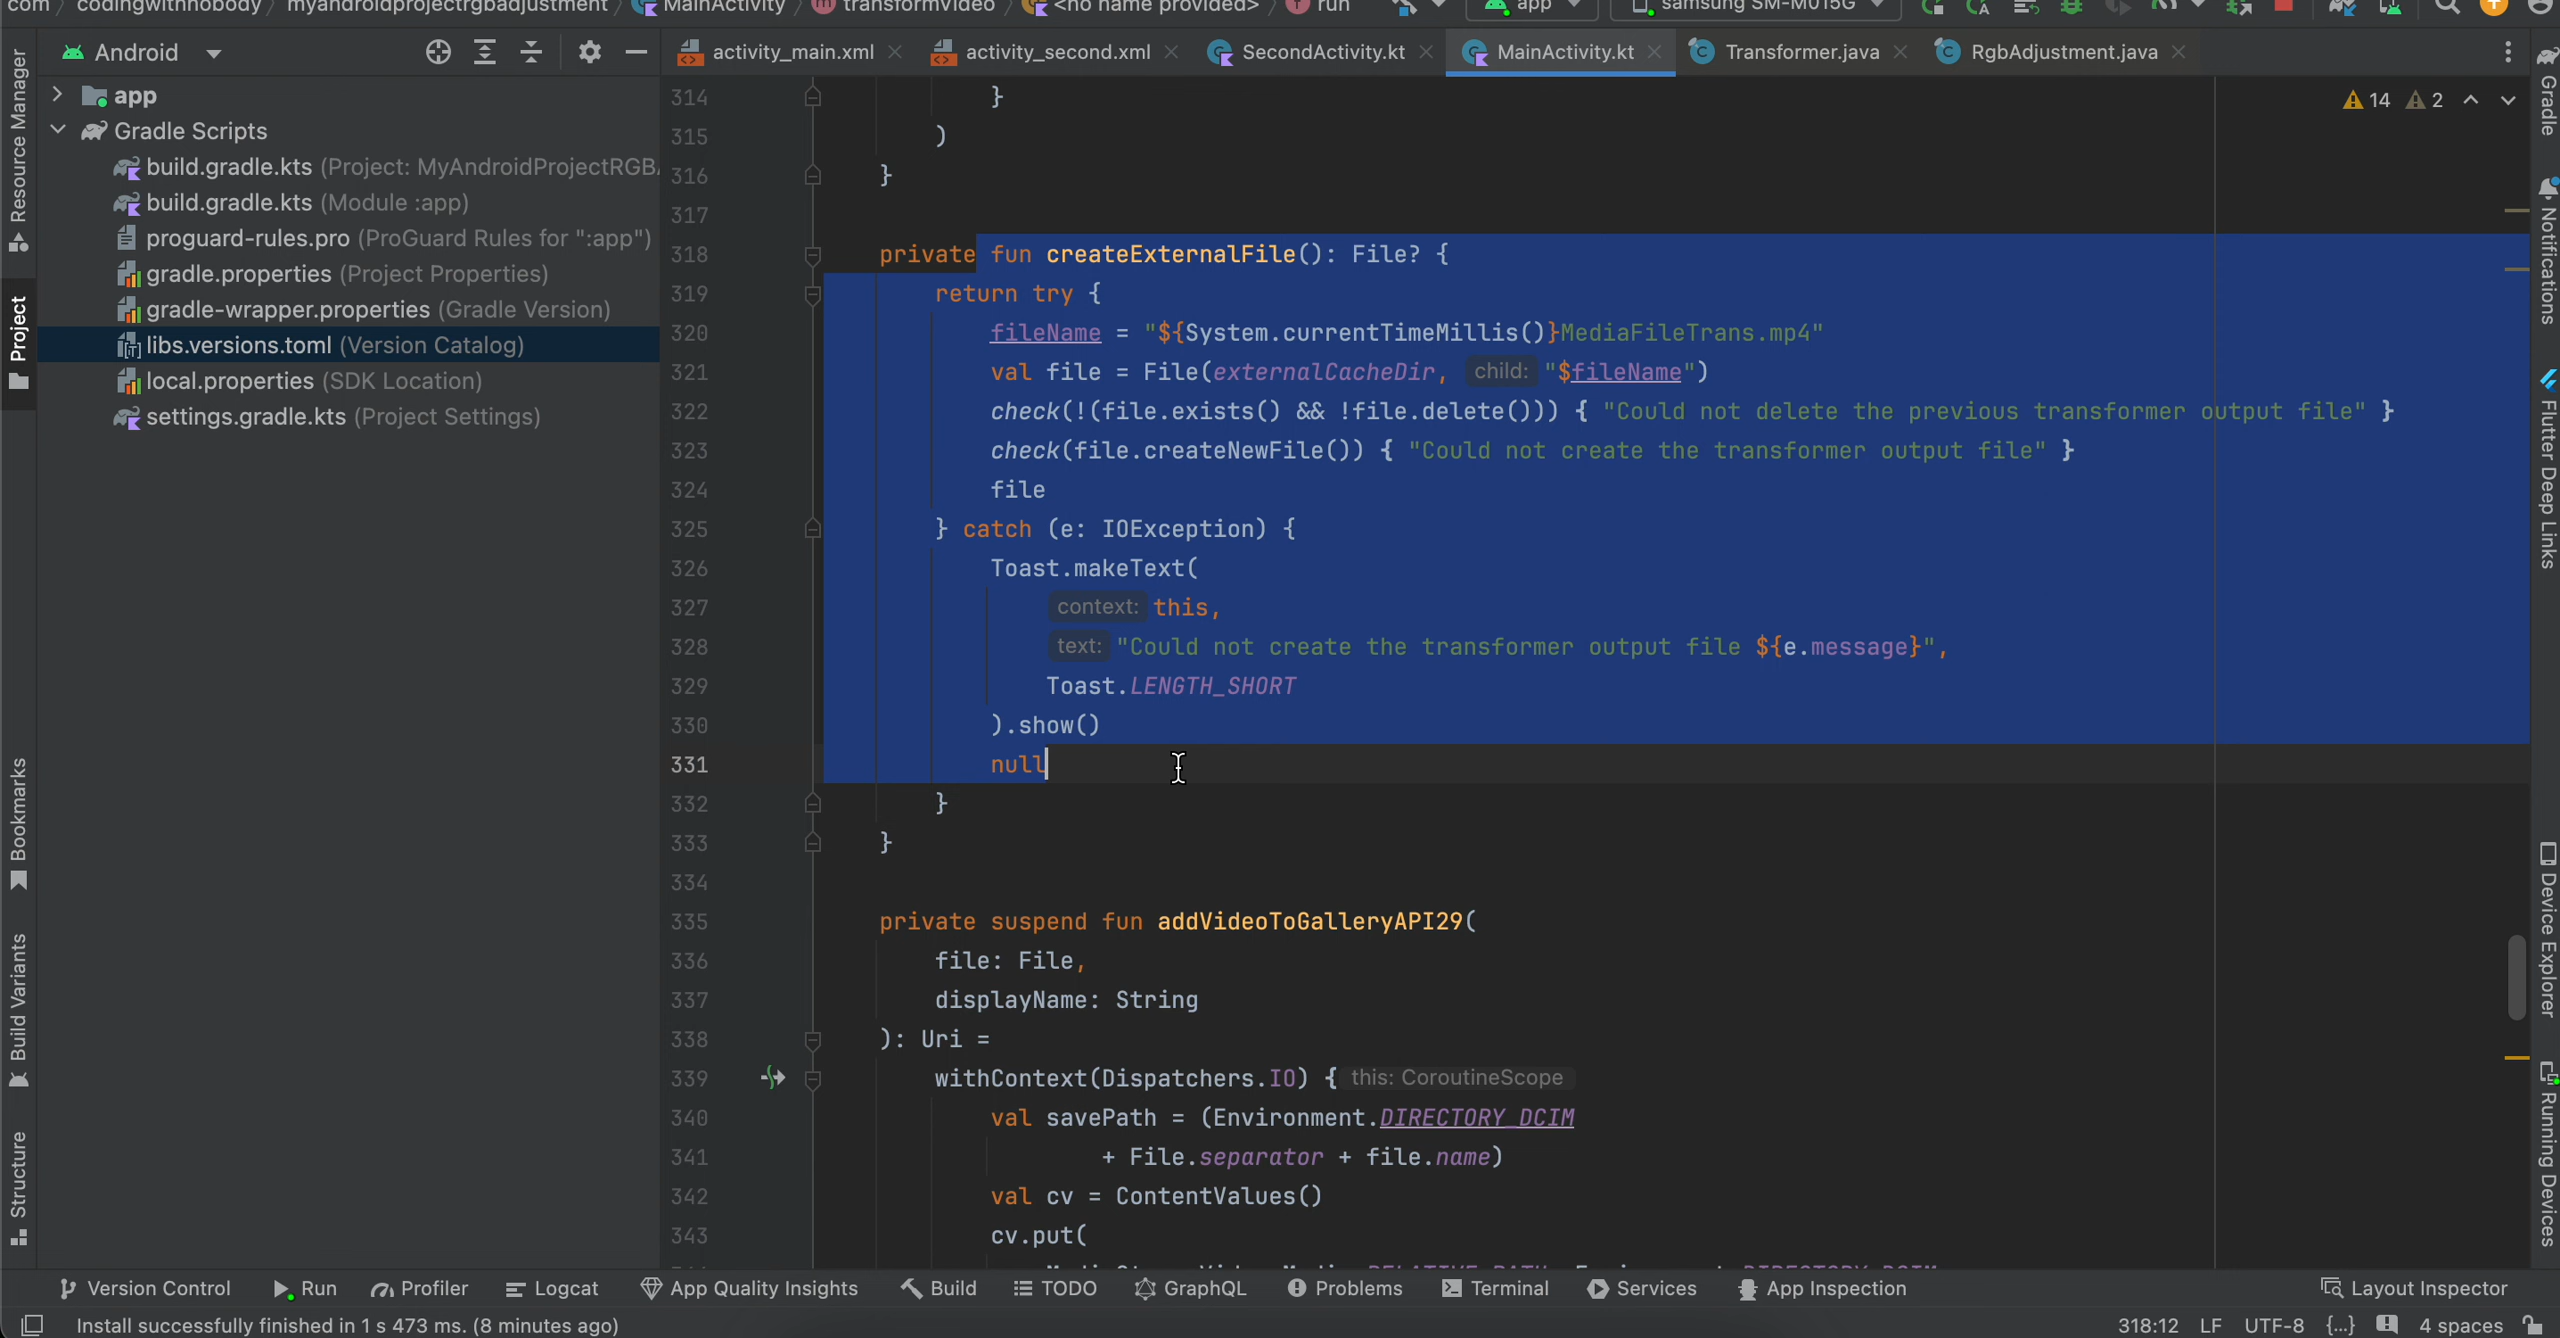 com codingwithnobody myandroidprojectrgbadjustment MainActivity transformVideo <no name provided> run app samsung SM-M015G
Android
activity_main.xml activity_second.xml SecondActivity.kt MainActivity.kt Transformer.java RgbAdjustment.java
app
Gradle Scripts
build.gradle.kts (Project: MyAndroidProjectRGB
build.gradle.kts (Module :app)
proguard-rules.pro (ProGuard Rules for ":app")
gradle.properties (Project Properties)
gradle-wrapper.properties (Gradle Version)
libs.versions.toml (Version Catalog)
local.properties (SDK Location)
settings.gradle.kts (Project Settings)
Resource Manager
Project
Bookmarks
Build Variants
Structure
14 2
314 }
315 )
316 }
317
318 private fun createExternalFile(): File? {
319 return try {
320 fileName = "${System.currentTimeMillis()}MediaFileTrans.mp4"
321 val file = File(externalCacheDir, child: "$fileName")
322 check(!(file.exists() && !file.delete())) { "Could not delete the previous transformer output file" }
323 check(file.createNewFile()) { "Could not create the transformer output file" }
324 file
325 } catch (e: IOException) {
326 Toast.makeText(
327 context: this,
328 text: "Could not create the transformer output file ${e.message}",
329 Toast.LENGTH_SHORT
330 ).show()
331 null
332 }
333 }
334
335 private suspend fun addVideoToGalleryAPI29(
336 file: File,
337 displayName: String
338 ): Uri =
339 withContext(Dispatchers.IO) { this: CoroutineScope
340 val savePath = (Environment.DIRECTORY_DCIM
341 + File.separator + file.name)
342 val cv = ContentValues()
343 cv.put(
Gradle
Notifications
Flutter Deep Links
Device Explorer
Running Devices
Version Control Run Profiler Logcat App Quality Insights Build TODO GraphQL Problems Terminal Services App Inspection Layout Inspector
Install successfully finished in 1 s 473 ms. (8 minutes ago) 318:12 LF UTF-8 {...} 4 spaces